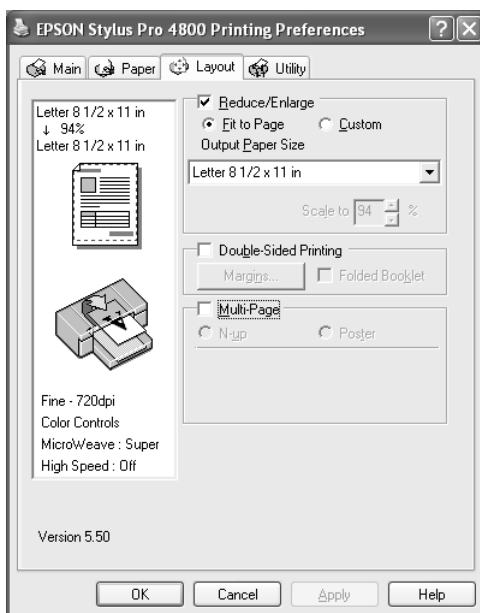 EPSON Stylus Pro 4800 Printing Preferences
Main Paper Layout Utility
Letter 8 1/2 x 11 in
↓ 94%
Letter 8 1/2 x 11 in
Fine - 720dpi
Color Controls
MicroWeave : Super
High Speed : Off
Version 5.50
Reduce/Enlarge
Fit to Page Custom
Output Paper Size
Letter 8 1/2 x 11 in
Scale to 94 %
Double-Sided Printing
Margins... Folded Booklet
Multi-Page
N-up Poster
OK Cancel Apply Help